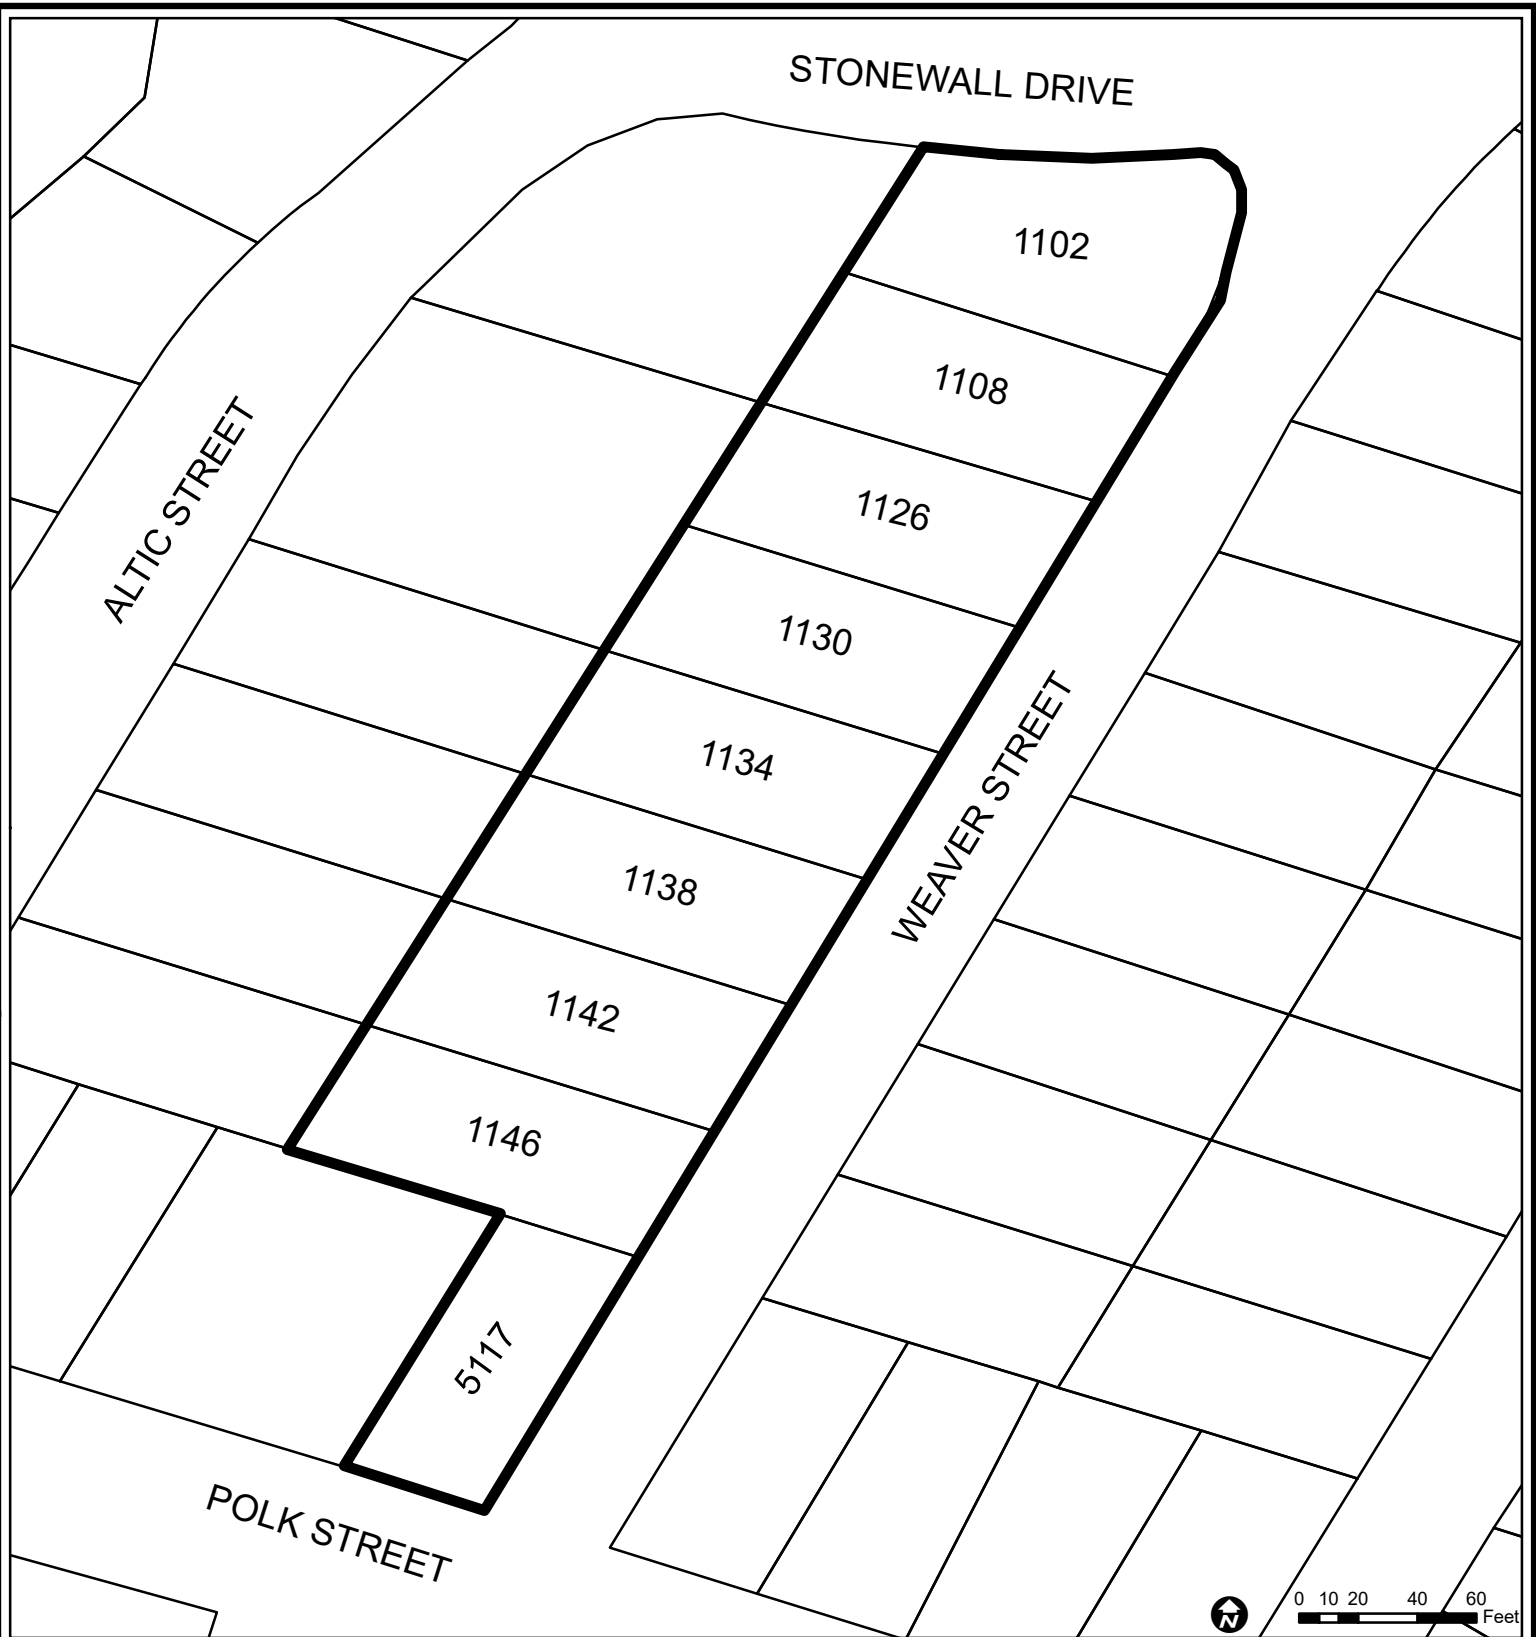 STONEWALL DRIVE
1102
1108
ALTIC STREET
1126
1130
1134
WEAVER STREET
1138
1142
1146
5117
POLK STREET
N
0 10 20 40 60
Feet